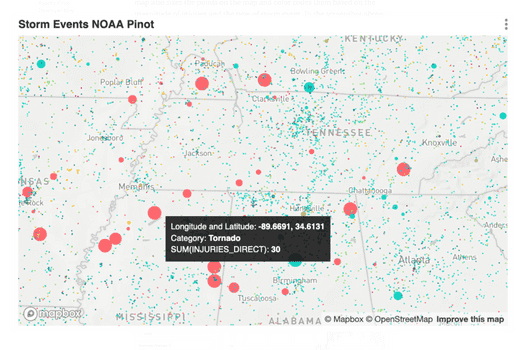 Storm Events NOAA Pinot
KENTUCKY
Paducah
Poplar Bluff
Bowling Green
Clarksville
Jonesboro
TENNESSEE
Knoxville
Jackson
Memphis
Chattanooga
Longitude and Latitude: -89.6691, 34.6131
Category: Tornado
SUM(INJURIES_DIRECT): 30
Atlanta
Athens
Birmingham
Tuscaloosa
mapbox
MISSISSIPPI
ALABAMA
© Mapbox © OpenStreetMap Improve this map